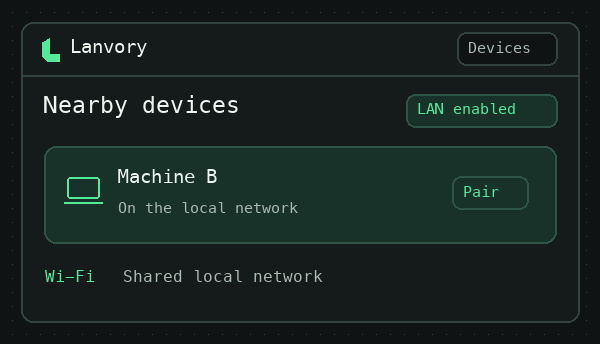 Lanvory
Devices
Nearby devices
LAN enabled
Machine B
On the local network
Pair
Wi–Fi
Shared local network